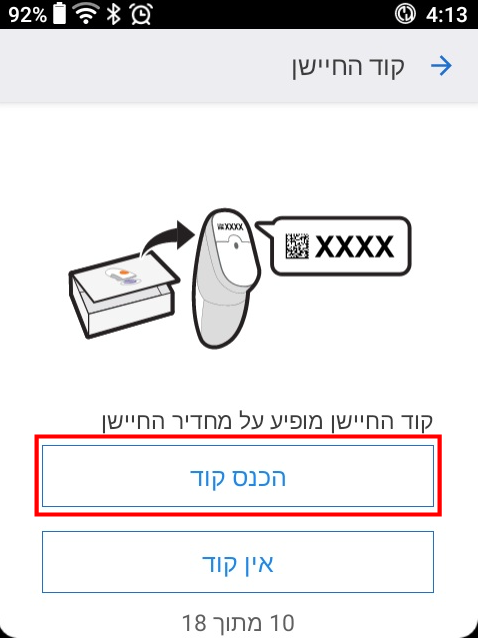 92% 4:13
קוד החיישן
XXXX
XXXX
קוד החיישן מופיע על מחדיר החיישן
הכנס קוד
אין קוד
10 מתוך 18